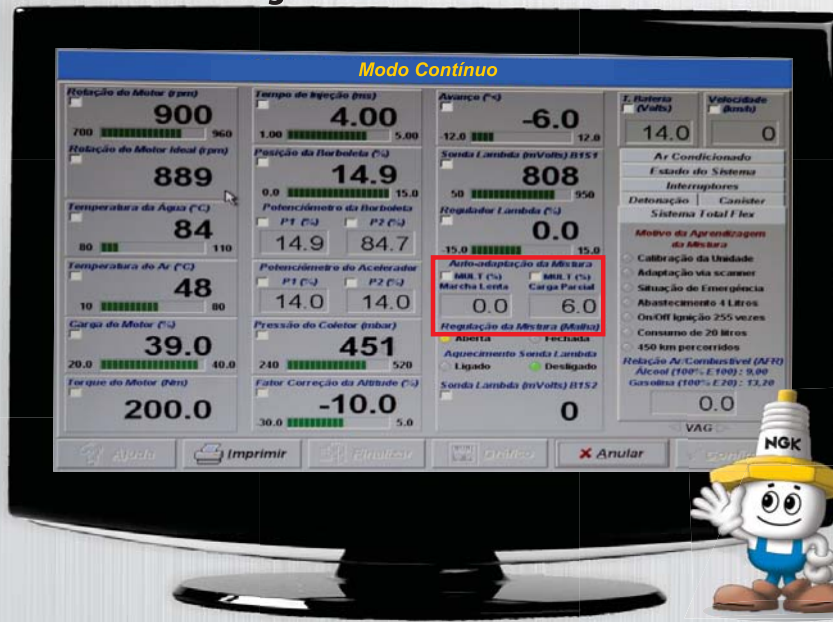 Modo Contínuo
Rotação do Motor (rpm)
900
700 960
Rotação do Motor Ideal (rpm)
889
Temperatura da Água (°C)
84
80 110
Temperatura do Ar (°C)
48
10 80
Carga do Motor (%)
39.0
20.0 40.0
Torque do Motor (Nm)
200.0
Tempo de Injeção (ms)
4.00
1.00 5.00
Posição da Borboleta (%)
14.9
0.0 15.0
Potenciômetro da Borboleta
P1 (%) P2 (%)
14.9 84.7
Potenciômetro do Acelerador
P1 (%) P2 (%)
14.0 14.0
Pressão do Coletor (mbar)
451
240 520
Fator Correção da Altitude (%)
-10.0
-30.0 5.0
Avanço (°<)
-6.0
-12.0 12.0
Sonda Lambda (mVolts) B1S1
808
50 950
Regulador Lambda (%)
0.0
-15.0 15.0
Auto-adaptação da Mistura
MULT (%) MULT (%)
Marcha Lenta Carga Parcial
0.0 6.0
Regulação da Mistura (Malha)
Aberta Fechada
Aquecimento Sonda Lambda
Ligado Desligado
Sonda Lambda (mVolts) B1S2
0
T. Bateria (Volts)
14.0
Velocidade (km/h)
0
Ar Condicionado
Estado do Sistema
Interruptores
Detonação Canister
Sistema Total Flex
Motivo da Aprendizagem
da Mistura
Calibração da Unidade
Adaptação via scanner
Situação de Emergência
Abastecimento 4 Litros
On/Off Ignição 255 vezes
Consumo de 20 litros
450 km percorridos
Relação Ar/Combustível (AFR)
Álcool (100% E100) : 9,00
Gasolina (100% E20) : 13,20
0.0
VAG
Ajuda Imprimir Finalizar Gráfico Anular
NGK